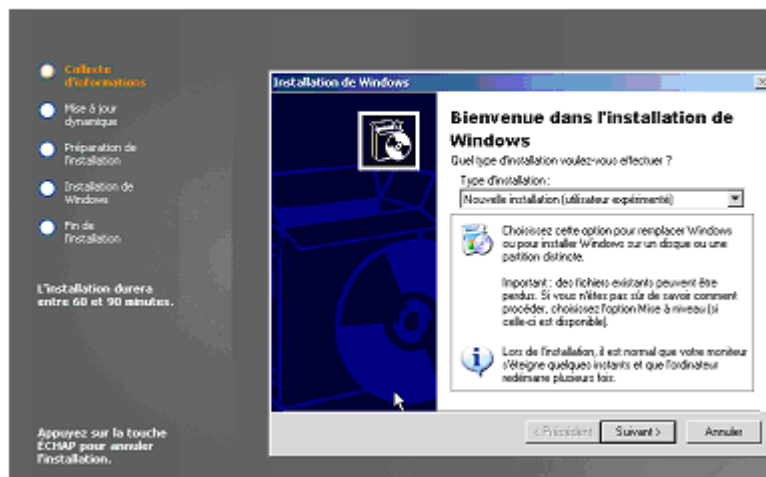 Collecte
d'informations
Mise à jour
dynamique
Préparation de
l'installation
Installation de
Windows
Fin de
l'installation
L'installation durera
entre 60 et 90 minutes.
Appuyez sur la touche
ÉCHAP pour annuler
l'installation.
Installation de Windows
Bienvenue dans l'installation de
Windows
Quel type d'installation voulez-vous effectuer ?
Type d'installation :
Nouvelle installation (utilisateur expérimenté)
Choisissez cette option pour remplacer Windows
ou pour installer Windows sur un disque ou une
partition distincte.
Important : des fichiers existants peuvent être
perdus. Si vous n'êtes pas sûr de savoir comment
procéder, choisissez l'option Mise à niveau (si
celle-ci est disponible).
Lors de l'installation, il est normal que votre moniteur
s'éteigne quelques instants et que l'ordinateur
redémarre plusieurs fois.
< Précédent
Suivant >
Annuler